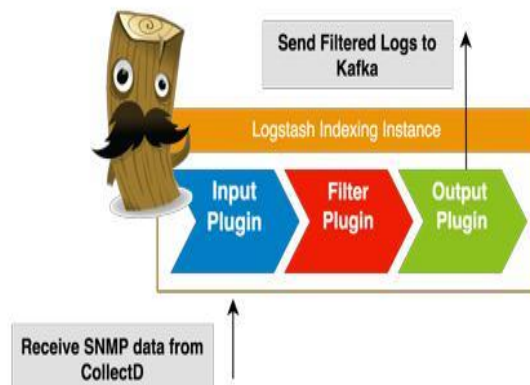 Send Filtered Logs to
Kafka
Logstash Indexing Instance
Input
Plugin
Filter
Plugin
Output
Plugin
Receive SNMP data from
CollectD